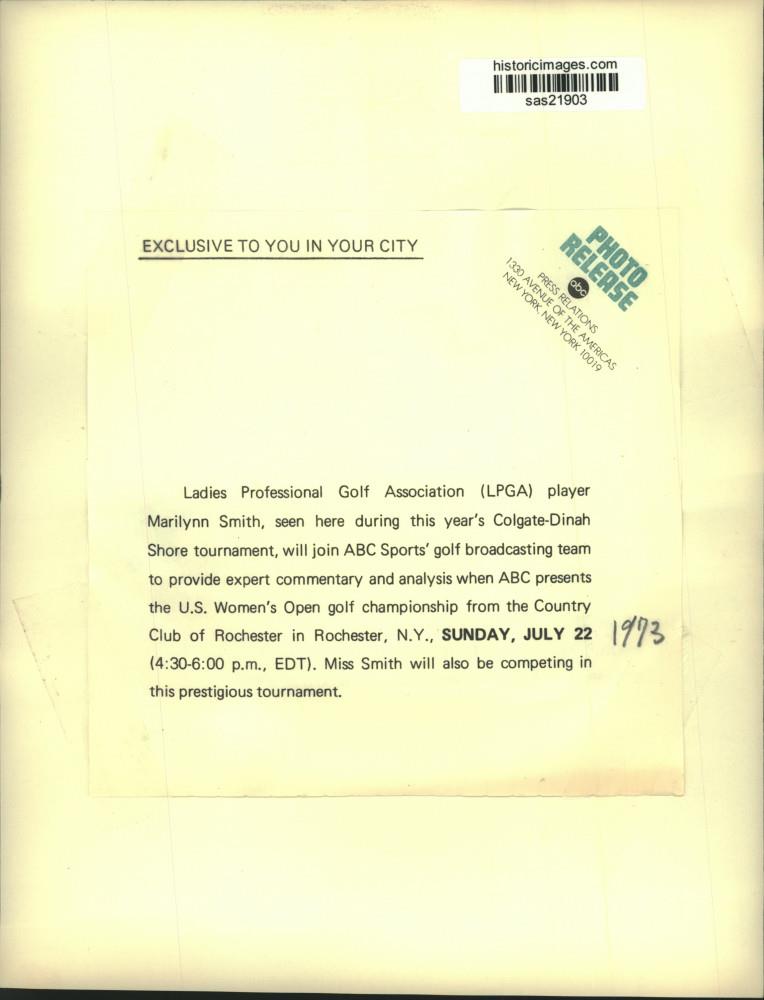 historicimages.com
sas21903
EXCLUSIVE TO YOU IN YOUR CITY
PHOTO
RELEASE
abc
PRESS RELATIONS
1330 AVENUE OF THE AMERICAS
NEW YORK, NEW YORK 10019
Ladies Professional Golf Association (LPGA) player
Marilynn Smith, seen here during this year's Colgate-Dinah
Shore tournament, will join ABC Sports' golf broadcasting team
to provide expert commentary and analysis when ABC presents
the U.S. Women's Open golf championship from the Country
Club of Rochester in Rochester, N.Y., SUNDAY, JULY 22 1973
(4:30-6:00 p.m., EDT). Miss Smith will also be competing in
this prestigious tournament.